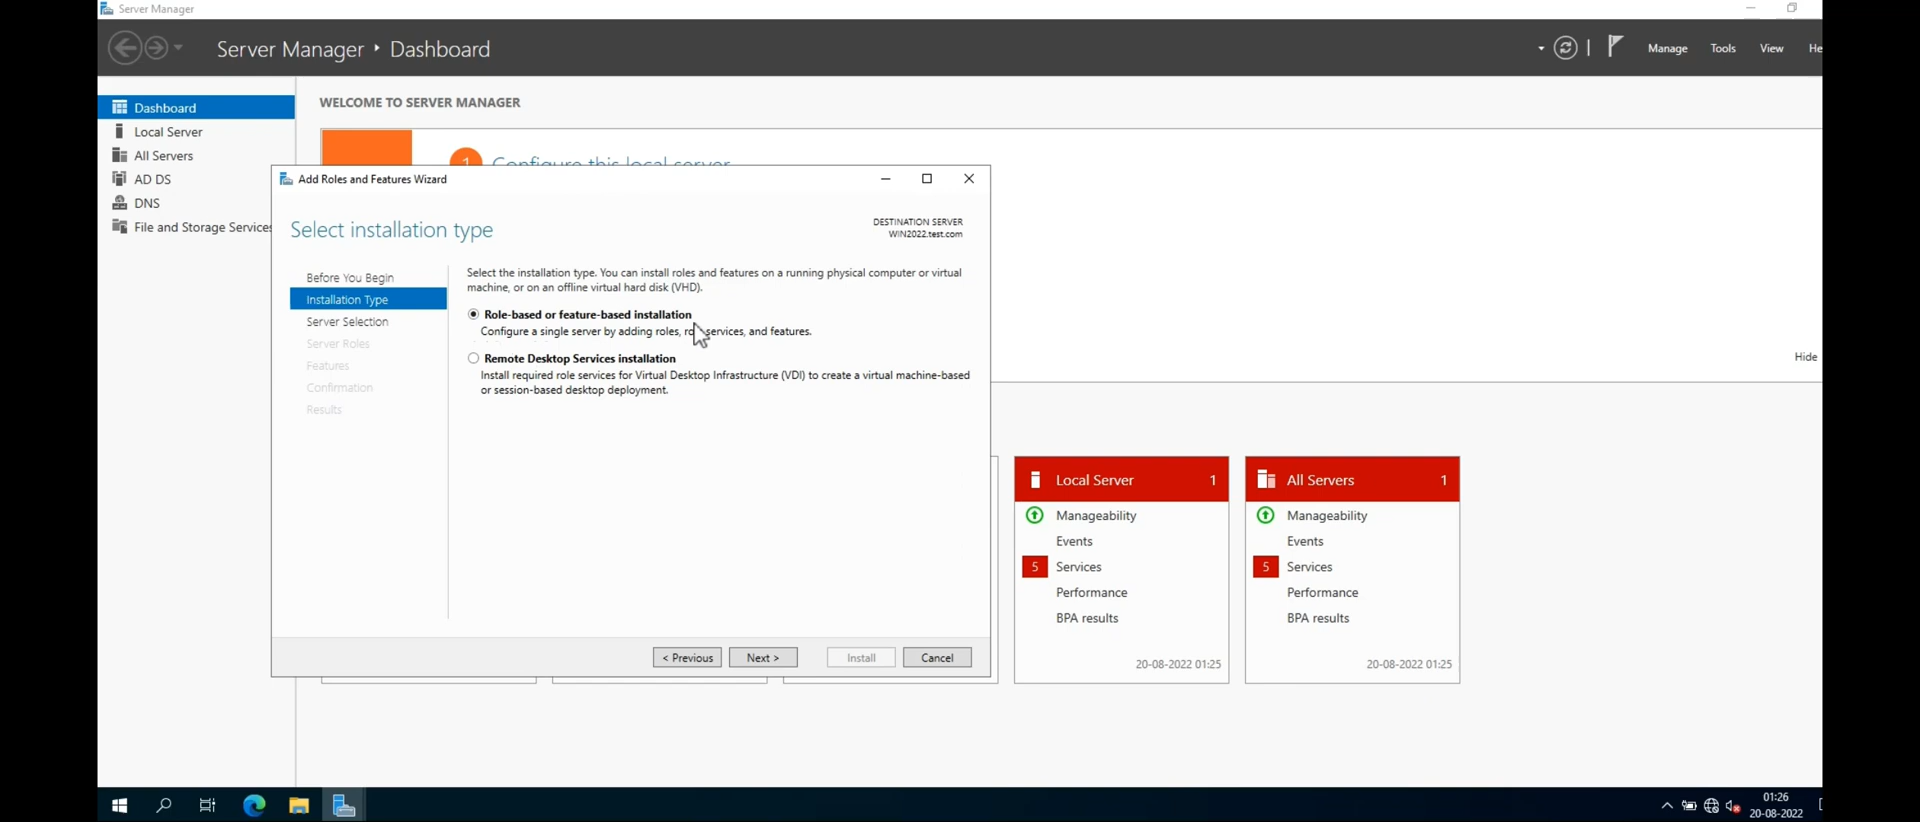 Server Manager
Server Manager ‣ Dashboard
Manage
Tools
View
He
Dashboard
Local Server
All Servers
AD DS
DNS
File and Storage Services
WELCOME TO SERVER MANAGER
1 Configure this local server
Add Roles and Features Wizard
Select installation type
DESTINATION SERVER
WIN2022.test.com
Before You Begin
Installation Type
Server Selection
Server Roles
Features
Confirmation
Results
Select the installation type. You can install roles and features on a running physical computer or virtual
machine, or on an offline virtual hard disk (VHD).
Role-based or feature-based installation
Configure a single server by adding roles, services, and features.
Remote Desktop Services installation
Install required role services for Virtual Desktop Infrastructure (VDI) to create a virtual machine-based
or session-based desktop deployment.
< Previous
Next >
Install
Cancel
Hide
Local Server 1
Manageability
Events
5 Services
Performance
BPA results
20-08-2022 01:25
All Servers 1
Manageability
Events
5 Services
Performance
BPA results
20-08-2022 01:25
01:26
20-08-2022